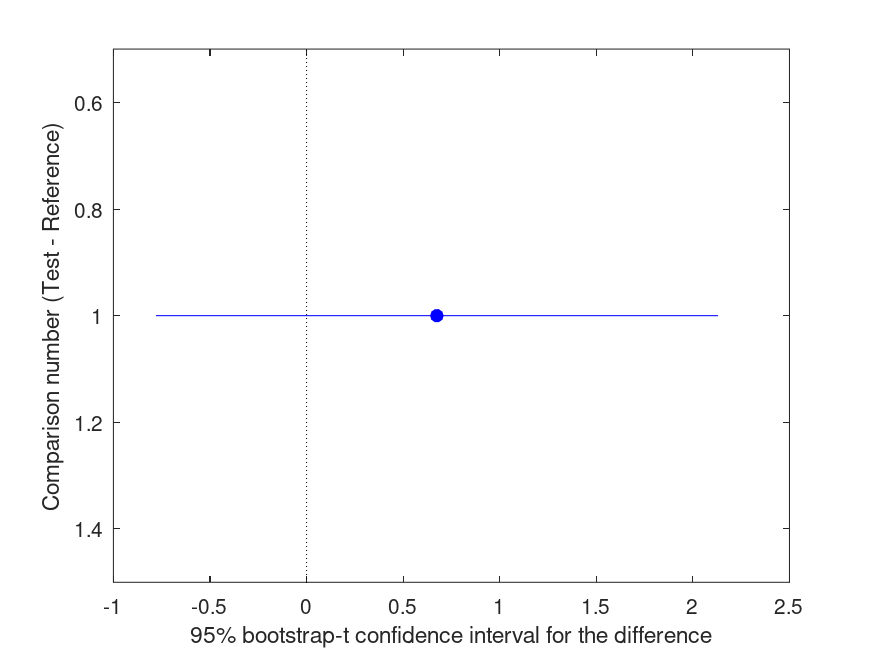 Comparison number (Test - Reference)
0.6
0.8
1
1.2
1.4
-1 -0.5 0 0.5 1 1.5 2 2.5
95% bootstrap-t confidence interval for the difference